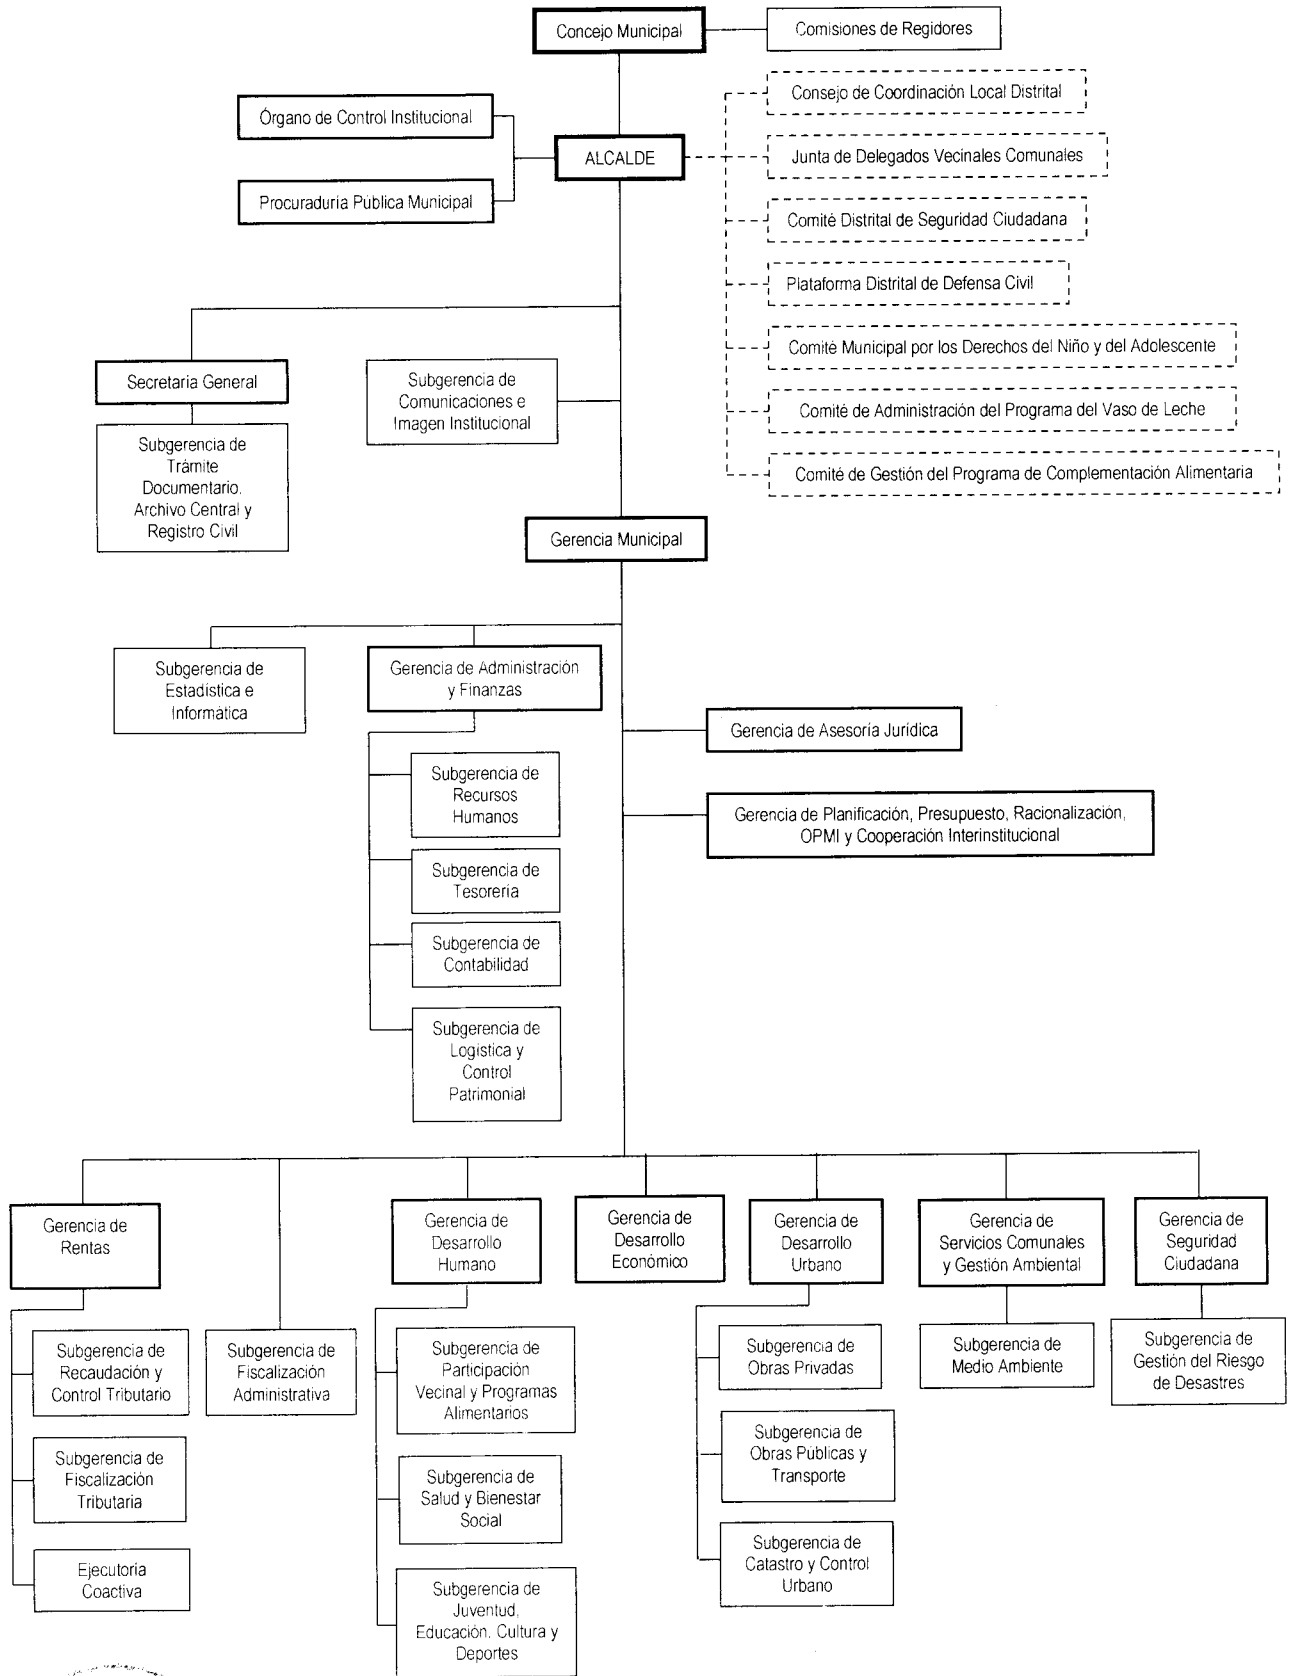 Concejo Municipal
Comisiones de Regidores
Consejo de Coordinación Local Distrital
Órgano de Control Institucional
ALCALDE
Junta de Delegados Vecinales Comunales
Procuraduría Pública Municipal
Comité Distrital de Seguridad Ciudadana
Plataforma Distrital de Defensa Civil
Comité Municipal por los Derechos del Niño y del Adolescente
Comité de Administración del Programa del Vaso de Leche
Comité de Gestión del Programa de Complementación Alimentaria
Secretaria General
Subgerencia de
Trámite
Documentario,
Archivo Central y
Registro Civil
Subgerencia de
Comunicaciones e
Imagen Institucional
Gerencia Municipal
Subgerencia de
Estadística e
Informática
Gerencia de Administración
y Finanzas
Subgerencia de
Recursos
Humanos
Subgerencia de
Tesorería
Subgerencia de
Contabilidad
Subgerencia de
Logística y
Control
Patrimonial
Gerencia de Asesoría Jurídica
Gerencia de Planificación, Presupuesto, Racionalización,
OPMI y Cooperación Interinstitucional
Gerencia de
Rentas
Subgerencia de
Recaudación y
Control Tributario
Subgerencia de
Fiscalización
Tributaria
Ejecutoría
Coactiva
Subgerencia de
Fiscalización
Administrativa
Gerencia de
Desarrollo
Humano
Subgerencia de
Participación
Vecinal y Programas
Alimentarios
Subgerencia de
Salud y Bienestar
Social
Subgerencia de
Juventud,
Educación, Cultura y
Deportes
Gerencia de
Desarrollo
Económico
Gerencia de
Desarrollo
Urbano
Subgerencia de
Obras Privadas
Subgerencia de
Obras Públicas y
Transporte
Subgerencia de
Catastro y Control
Urbano
Gerencia de
Servicios Comunales
y Gestión Ambiental
Subgerencia de
Medio Ambiente
Gerencia de
Seguridad
Ciudadana
Subgerencia de
Gestión del Riesgo
de Desastres